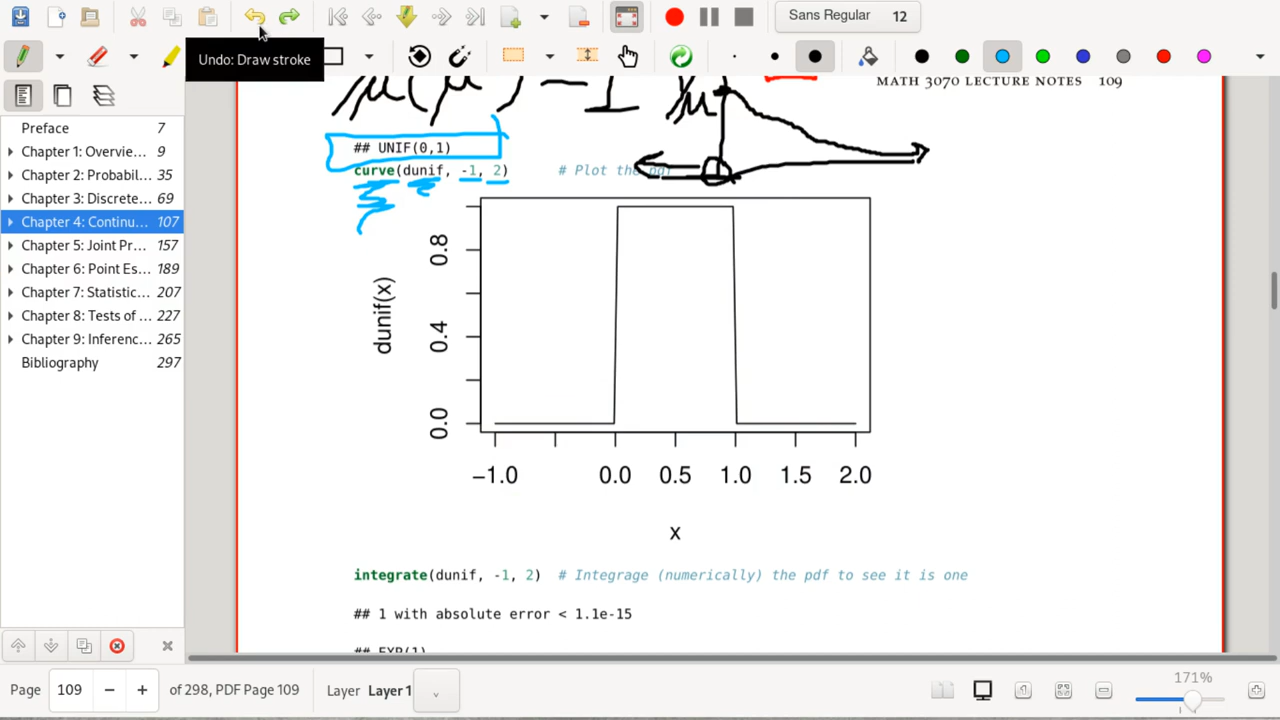 Sans Regular 12
Undo: Draw stroke
Preface 7
Chapter 1: Overvie... 9
Chapter 2: Probabil... 35
Chapter 3: Discrete... 69
Chapter 4: Continu... 107
Chapter 5: Joint Pr... 157
Chapter 6: Point Es... 189
Chapter 7: Statistic... 207
Chapter 8: Tests of ... 227
Chapter 9: Inferenc... 265
Bibliography 297
MATH 3070 LECTURE NOTES 109
## UNIF(0,1)
curve(dunif, -1, 2) # Plot the pdf
dunif(x)
0.8
0.4
0.0
−1.0 0.0 0.5 1.0 1.5 2.0
x
integrate(dunif, -1, 2) # Integrage (numerically) the pdf to see it is one
## 1 with absolute error < 1.1e-15
## EXP(1)
Page 109 of 298, PDF Page 109 Layer Layer 1 171%